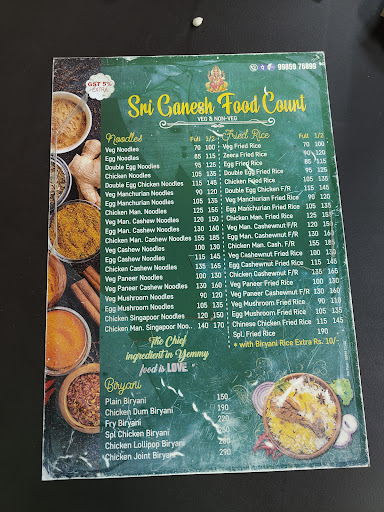 GST 5%
EXTRA
99859 76899
Sri Ganesh Food Court
VEG & NON-VEG
Noodles Full 1/2
Veg Noodles 70 100
Egg Noodles 85 115
Double Egg Noodles 95 125
Chicken Noodles 105 135
Double Egg Chicken Noodles 115 145
Veg Manchurian Noodles 90 120
Egg Manchurian Noodles 105 135
Chicken Man. Noodles 125 155
Veg Man. Cashew Noodles 120 150
Egg Man. Cashew Noodles 130 160
Chicken Man. Cashew Noodles 155 185
Veg Cashew Noodles 100 130
Egg Cashew Noodles 115 145
Chicken Cashew Noodles 135 165
Veg Paneer Noodles 100 130
Veg Paneer Cashew Noodles 130 160
Veg Mushroom Noodles 90 120
Egg Mushroom Noodles 105 135
Chicken Singapoor Noodles 120 150
Chicken Man. Singapoor Noo.. 140 170
The Chief
ingredient in Yemmy
food is LOVE
Biryani
Plain Biryani 150
Chicken Dum Biryani 190
Fry Biryani
Spl Chicken Biryani
Chicken Lollipop Biryani
Chicken Joint Biryani 290
Fried Rice Full 1/2
Veg Fried Rice 70 100
Zeera Fried Rice 90 120
Egg Fried Rice 85 115
Double Egg Fried Rice
Chicken Fried Rice 105 135
Double Egg Chicken F/R 115 145
Veg Manchurian Fried Rice 90 120
Egg Manchurian Fried Rice 105 135
Chicken Man. Fried Rice 125
Veg Man. Cashewnut F/R 120
Egg Man. Cashewnut F/R 130 160
Chicken Man. Cash. F/R 155 185
Veg Cashewnut Fried Rice 100 130
Egg Cashewnut Fried Rice 115 145
Chicken Cashewnut F/R 135 165
Veg Paneer Fried Rice 100 130
Veg Paneer Cashewnut F/R 130 160
Veg Mushroom Fried Rice 90
Egg Mushroom Fried Rice 105 135
Chinese Chicken Fried Rice 115 145
Spl. Fried Rice 190
* with Biryani Rice Extra Rs. 10/-